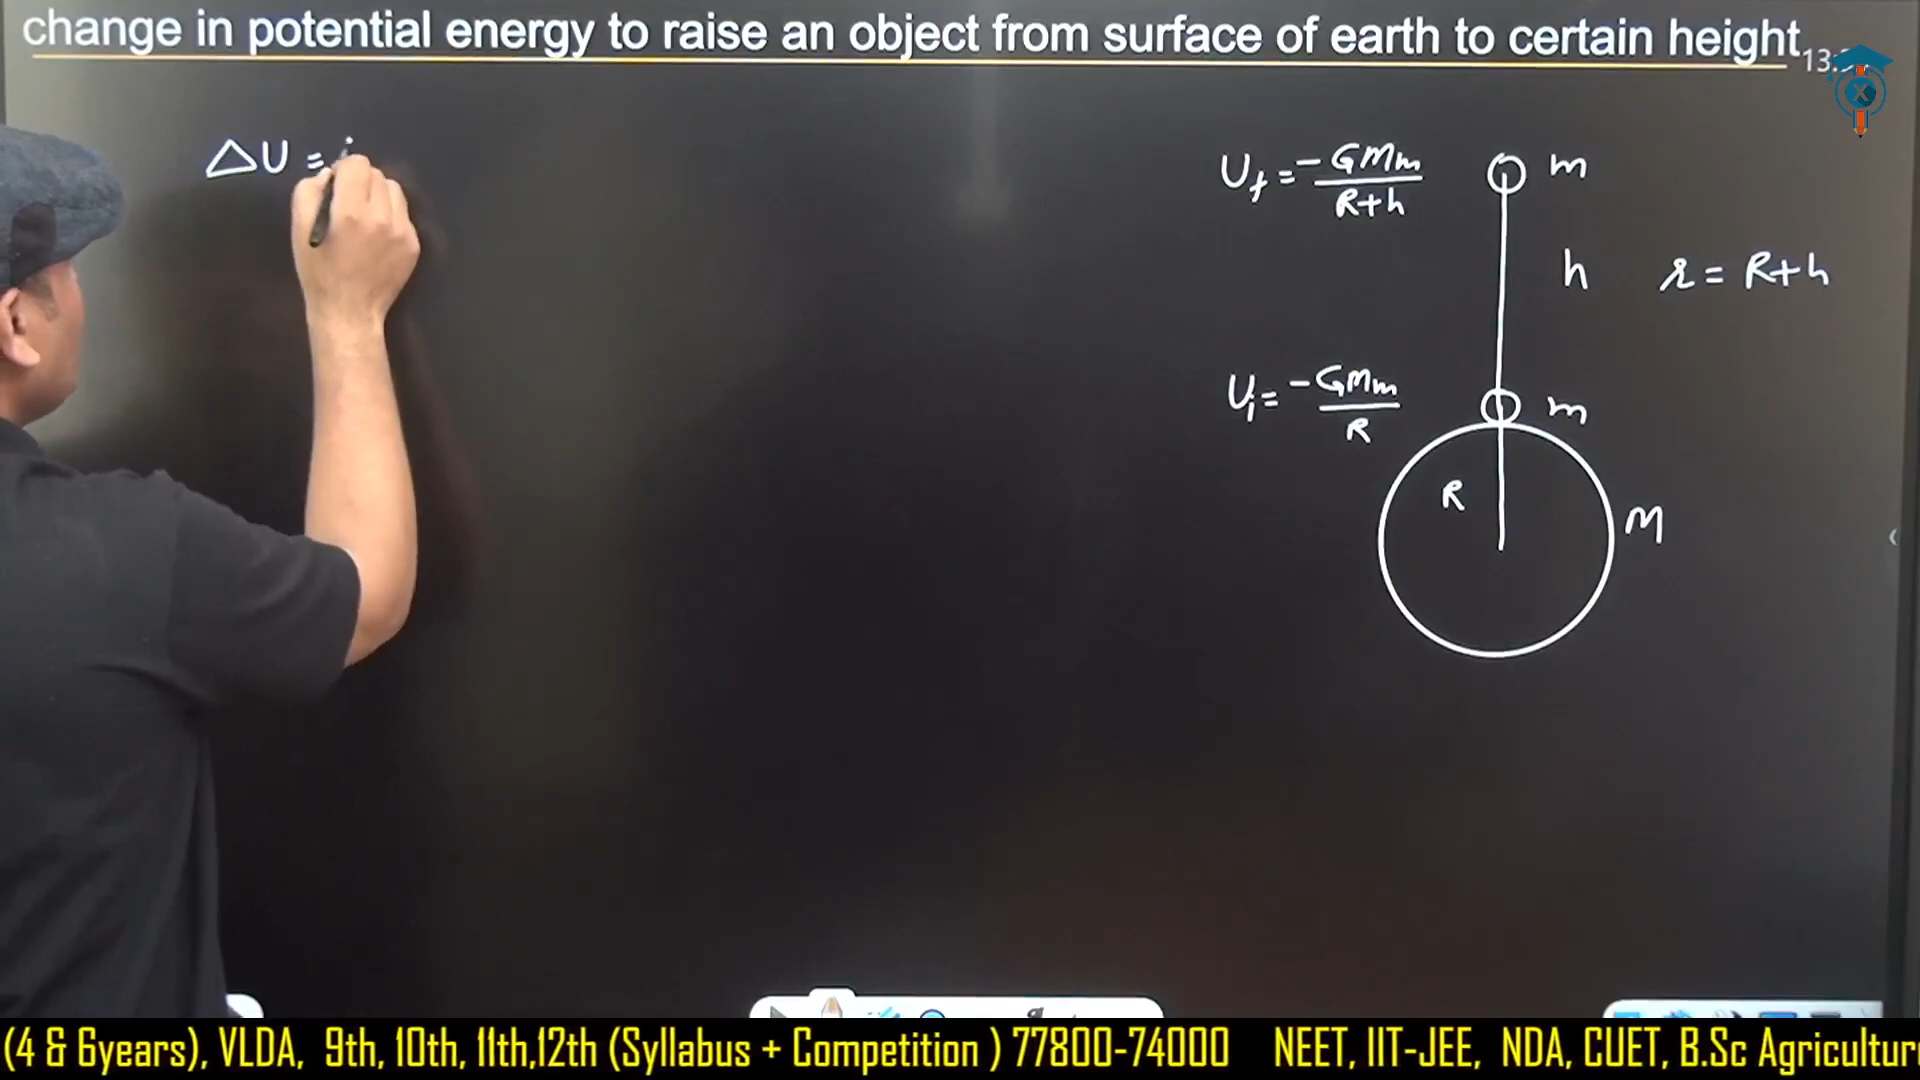 change in potential energy to raise an object from surface of earth to certain height
ΔU =
U_f = -GMm / R+h
m
h
r = R+h
U_i = -GMm / R
m
R
M
X
(4 & 6years), VLDA, 9th, 10th, 11th,12th (Syllabus + Competition ) 77800-74000 NEET, IIT-JEE, NDA, CUET, B.Sc Agricultur